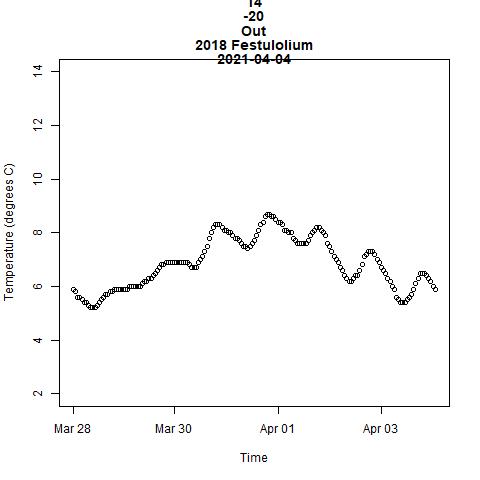 14
-20
Out
2018 Festulolium
2021-04-04
14
12
10
8
6
4
2
Temperature (degrees C)
Mar 28
Mar 30
Apr 01
Apr 03
Time